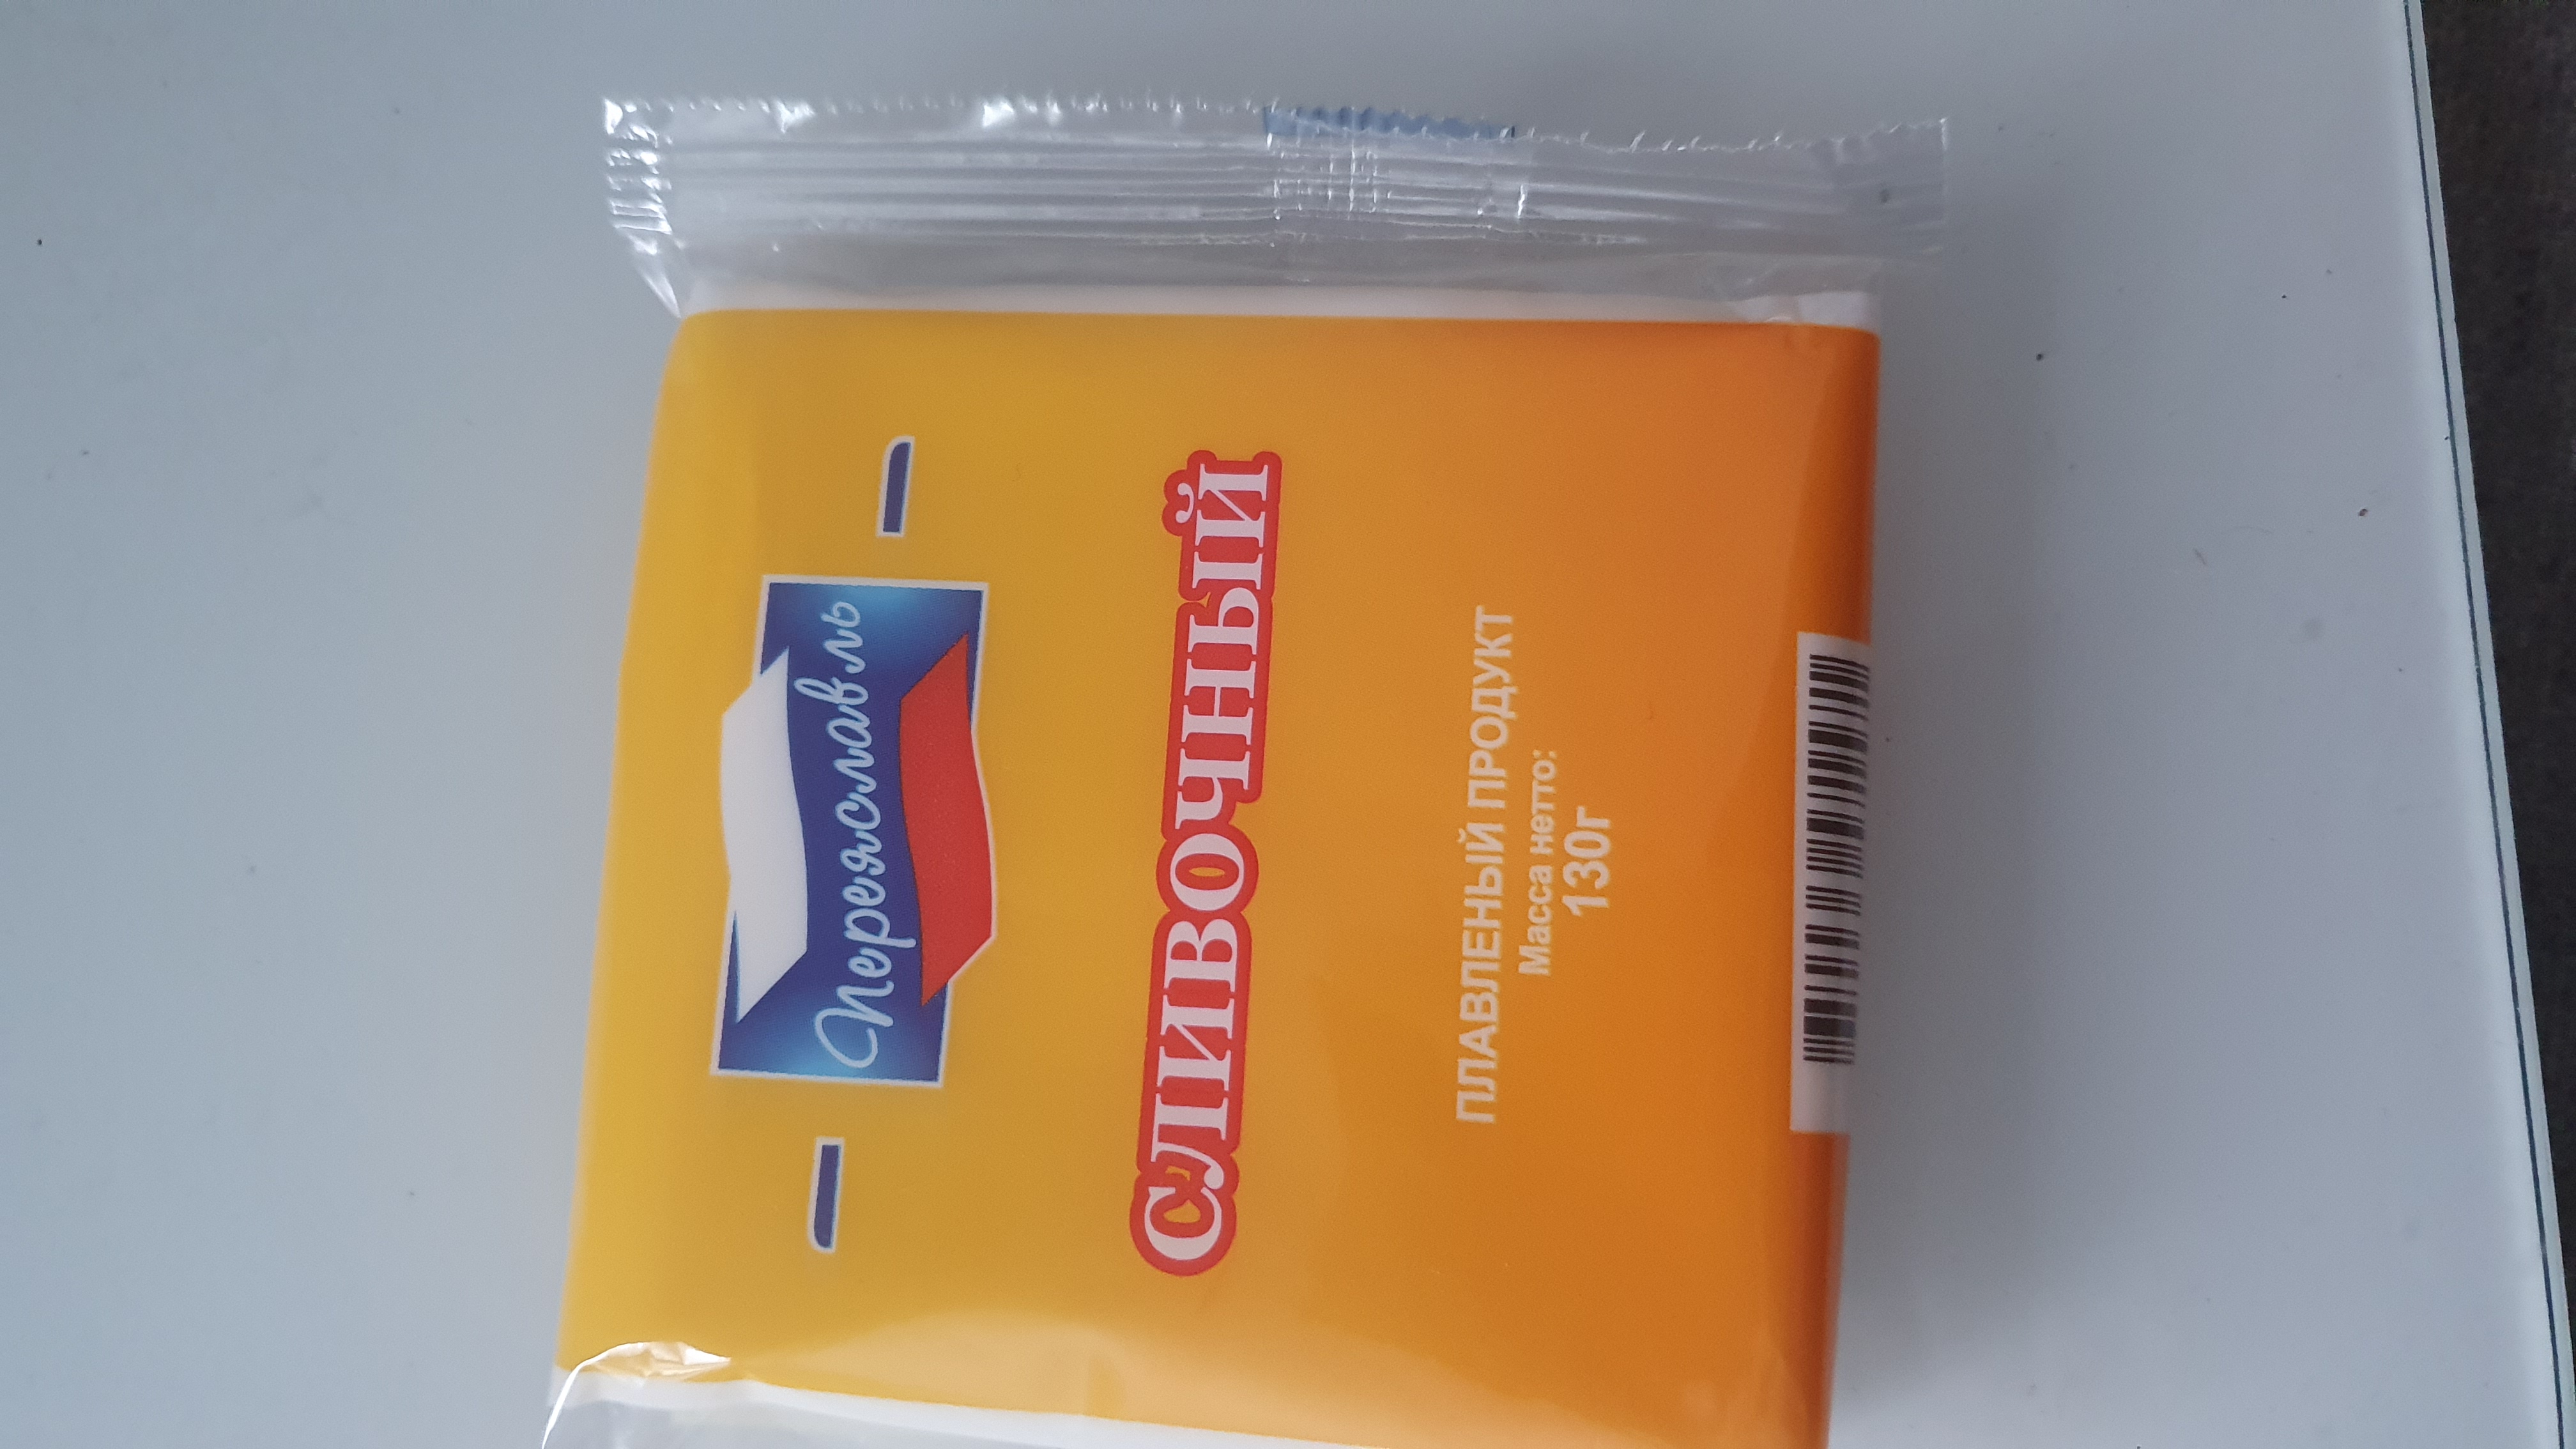 Переяславль
СЛИВОЧНЫЙ
ПЛАВЛЕНЫЙ ПРОДУКТ
Масса нетто:
130г